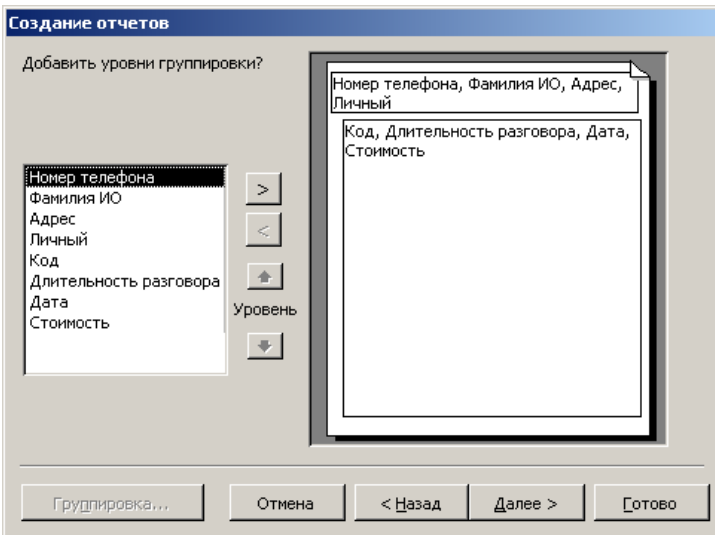 Создание отчетов
Добавить уровни группировки?
Номер телефона, Фамилия ИО, Адрес,
Личный
Код, Длительность разговора, Дата,
Стоимость
Номер телефона
Фамилия ИО
Адрес
Личный
Код
Длительность разговора
Дата
Стоимость
>
<
Уровень
Группировка...
Отмена
< Назад
Далее >
Готово